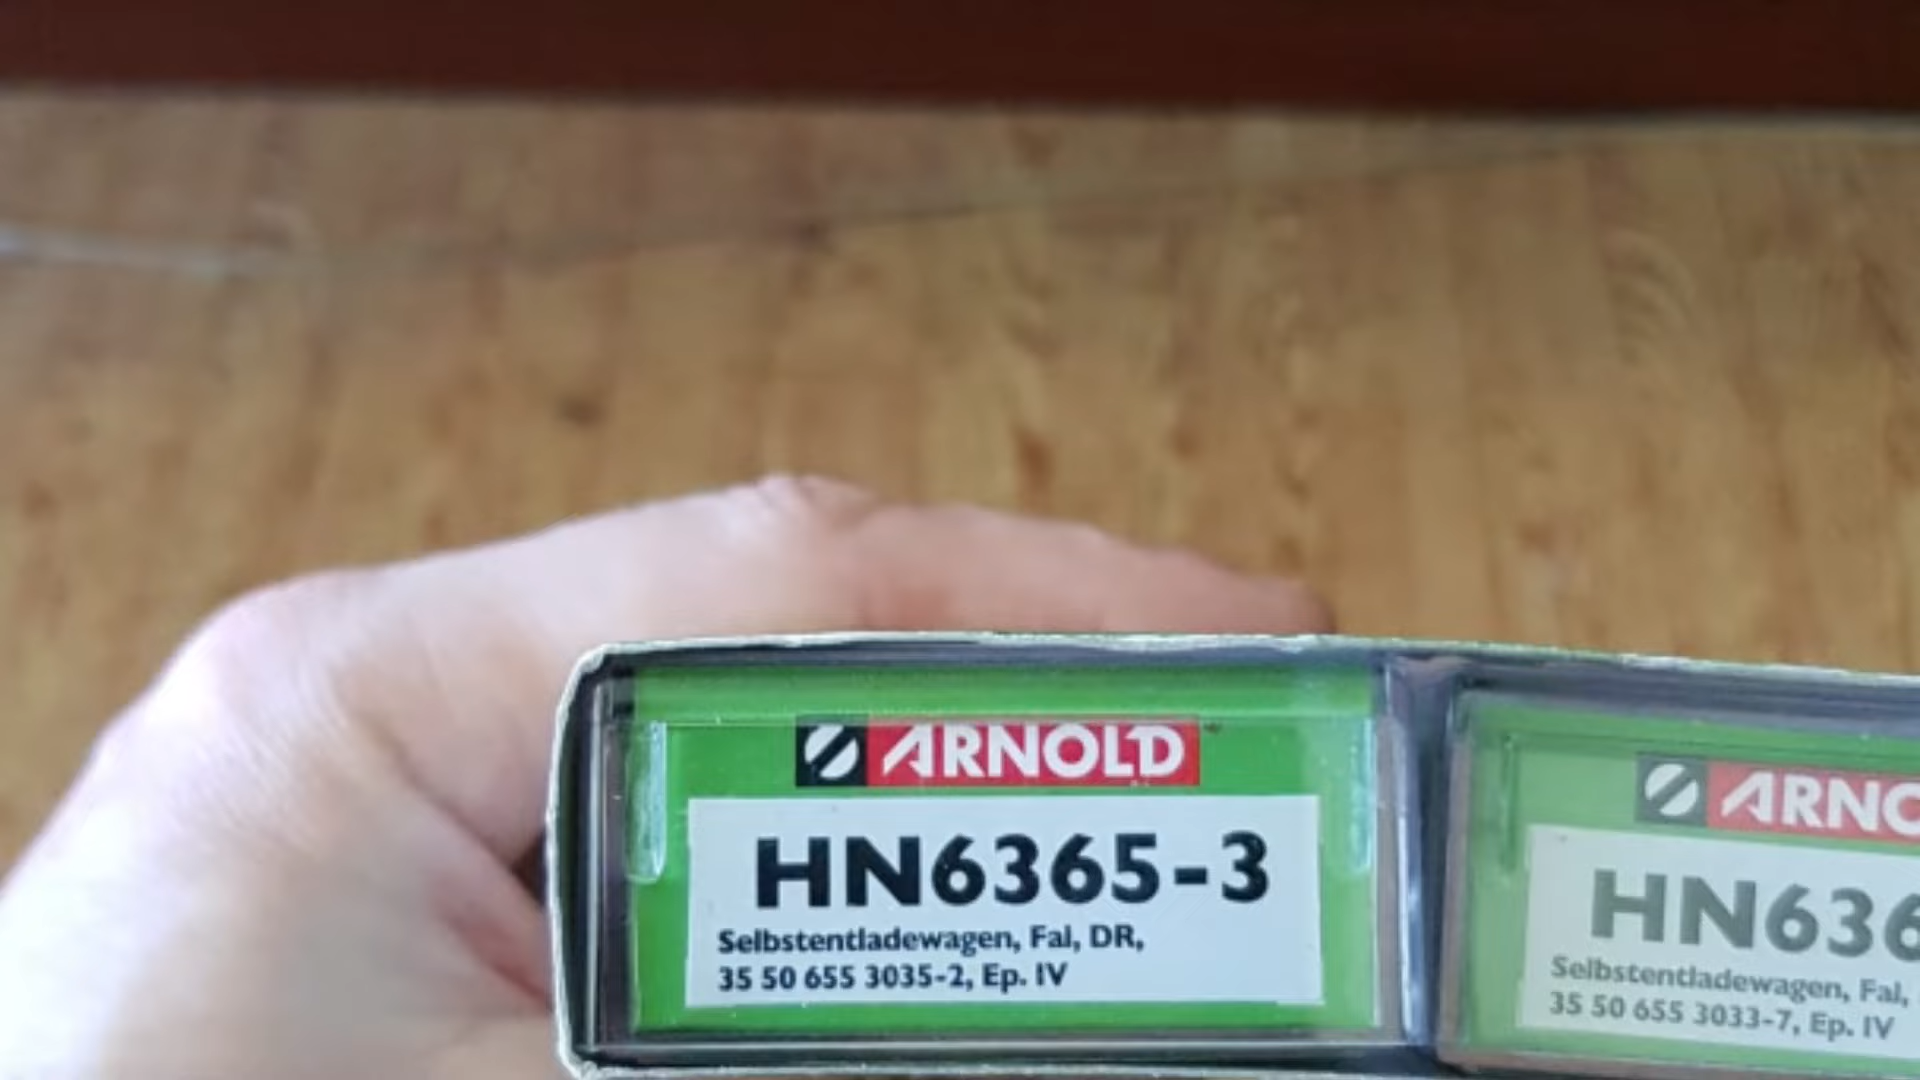 ARNOLD
HN6365-3
Selbstentladewagen, Fal, DR,
35 50 655 3035-2, Ep. IV
ARNO
HN636
Selbstentladewagen, Fal,
35 50 655 3033-7, Ep. IV